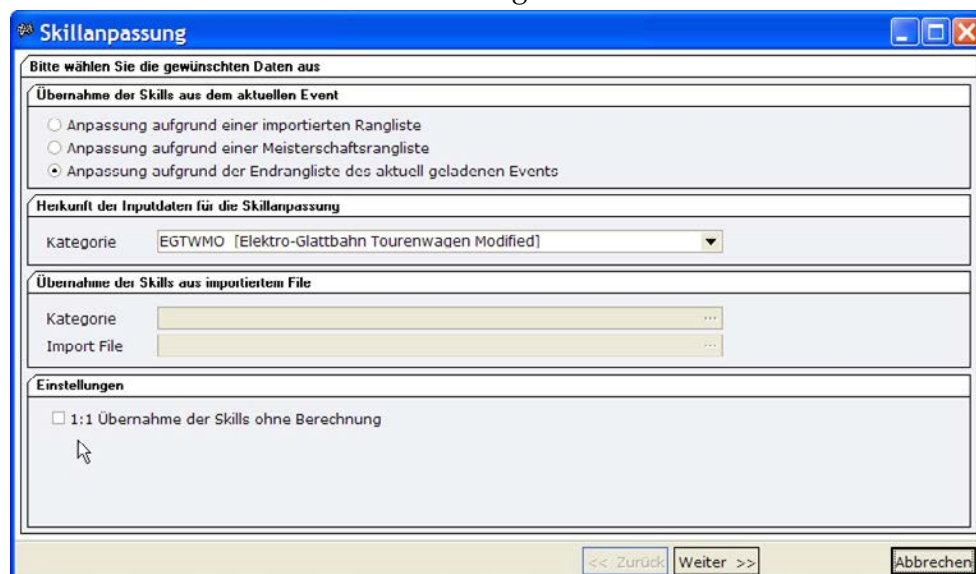 Skillanpassung
Bitte wählen Sie die gewünschten Daten aus
Übernahme der Skills aus dem aktuellen Event
Anpassung aufgrund einer importierten Rangliste
Anpassung aufgrund einer Meisterschaftsrangliste
Anpassung aufgrund der Endrangliste des aktuell geladenen Events
Herkunft der Inputdaten für die Skillanpassung
Kategorie EGTWMO [Elektro-Glattbahn Tourenwagen Modified]
Übernahme der Skills aus importiertem File
Kategorie ...
Import File ...
Einstellungen
1:1 Übernahme der Skills ohne Berechnung
<< Zurück Weiter >> Abbrechen